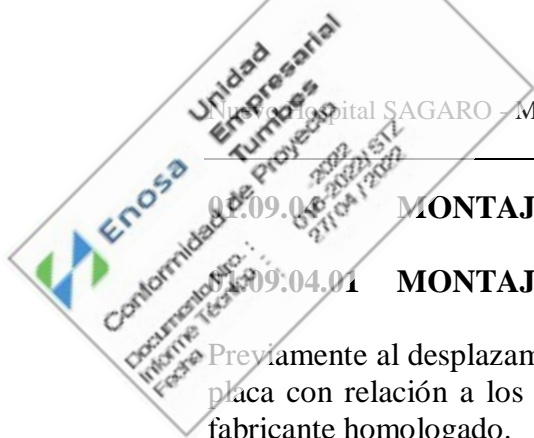 Nuevo Hospital SAGARO - M
Enosa
Unidad
Empresarial
Tumbes
Conformidad de Proyecto
Documento Nro. : -2022
Informe Técnico : 016-2022/ STZ
Fecha : 27/04/2022
01.09.04 MONTAJ
01.09.04.01 MONTAJ
Previamente al desplazam
placa con relación a los
fabricante homologado.